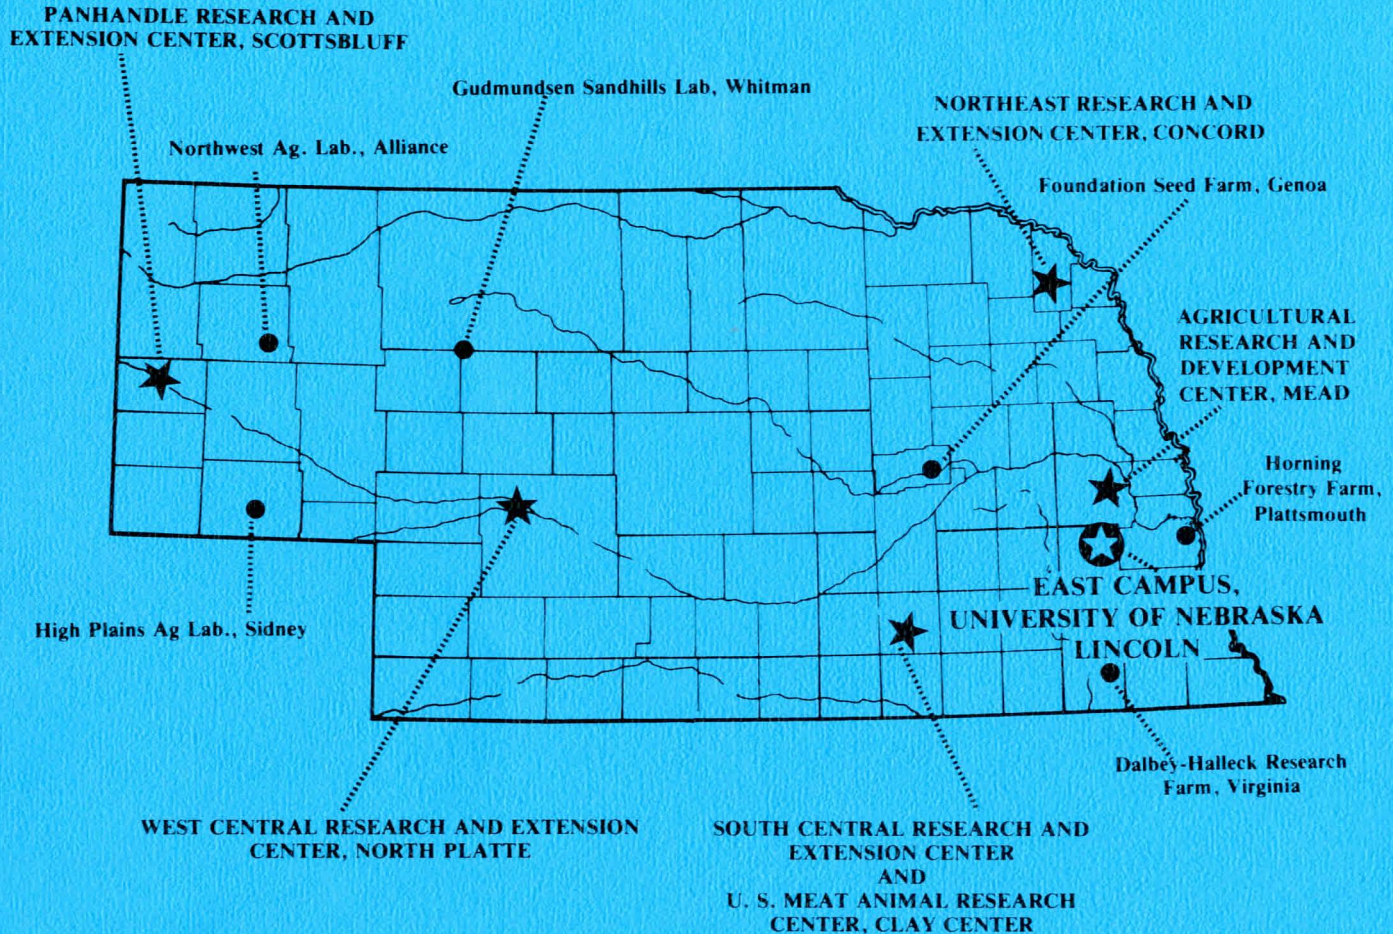 PANHANDLE RESEARCH AND
EXTENSION CENTER, SCOTTSBLUFF
Gudmundsen Sandhills Lab, Whitman
Northwest Ag. Lab., Alliance
NORTHEAST RESEARCH AND
EXTENSION CENTER, CONCORD
Foundation Seed Farm, Genoa
AGRICULTURAL
RESEARCH AND
DEVELOPMENT
CENTER, MEAD
Horning
Forestry Farm,
Plattsmouth
EAST CAMPUS,
UNIVERSITY OF NEBRASKA
LINCOLN
High Plains Ag Lab., Sidney
Dalbey-Halleck Research
Farm, Virginia
WEST CENTRAL RESEARCH AND EXTENSION
CENTER, NORTH PLATTE
SOUTH CENTRAL RESEARCH AND
EXTENSION CENTER
AND
U. S. MEAT ANIMAL RESEARCH
CENTER, CLAY CENTER